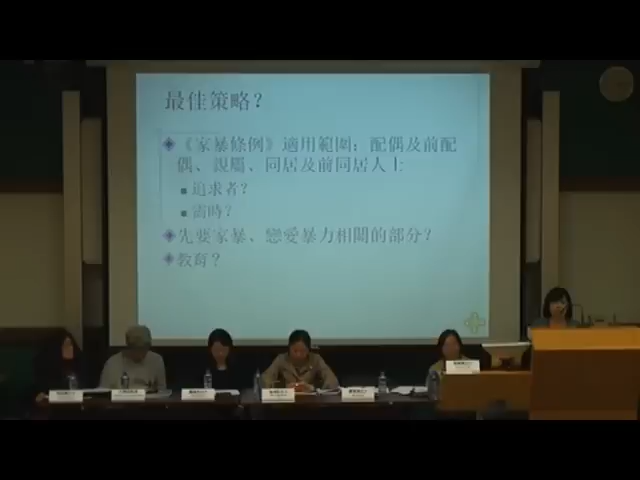 最佳策略？
《家暴條例》適用範圍：配偶及前配
偶、親屬、同居及前同居人士
追求者？
需時？
先要家暴、戀愛暴力相關的部分？
教育？